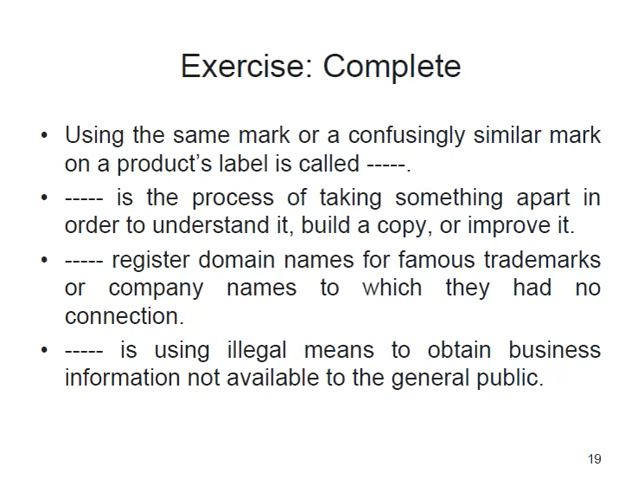 Exercise: Complete
• Using the same mark or a confusingly similar mark
on a product's label is called -----.
• ----- is the process of taking something apart in
order to understand it, build a copy, or improve it.
• ----- register domain names for famous trademarks
or company names to which they had no
connection.
• ----- is using illegal means to obtain business
information not available to the general public.
19